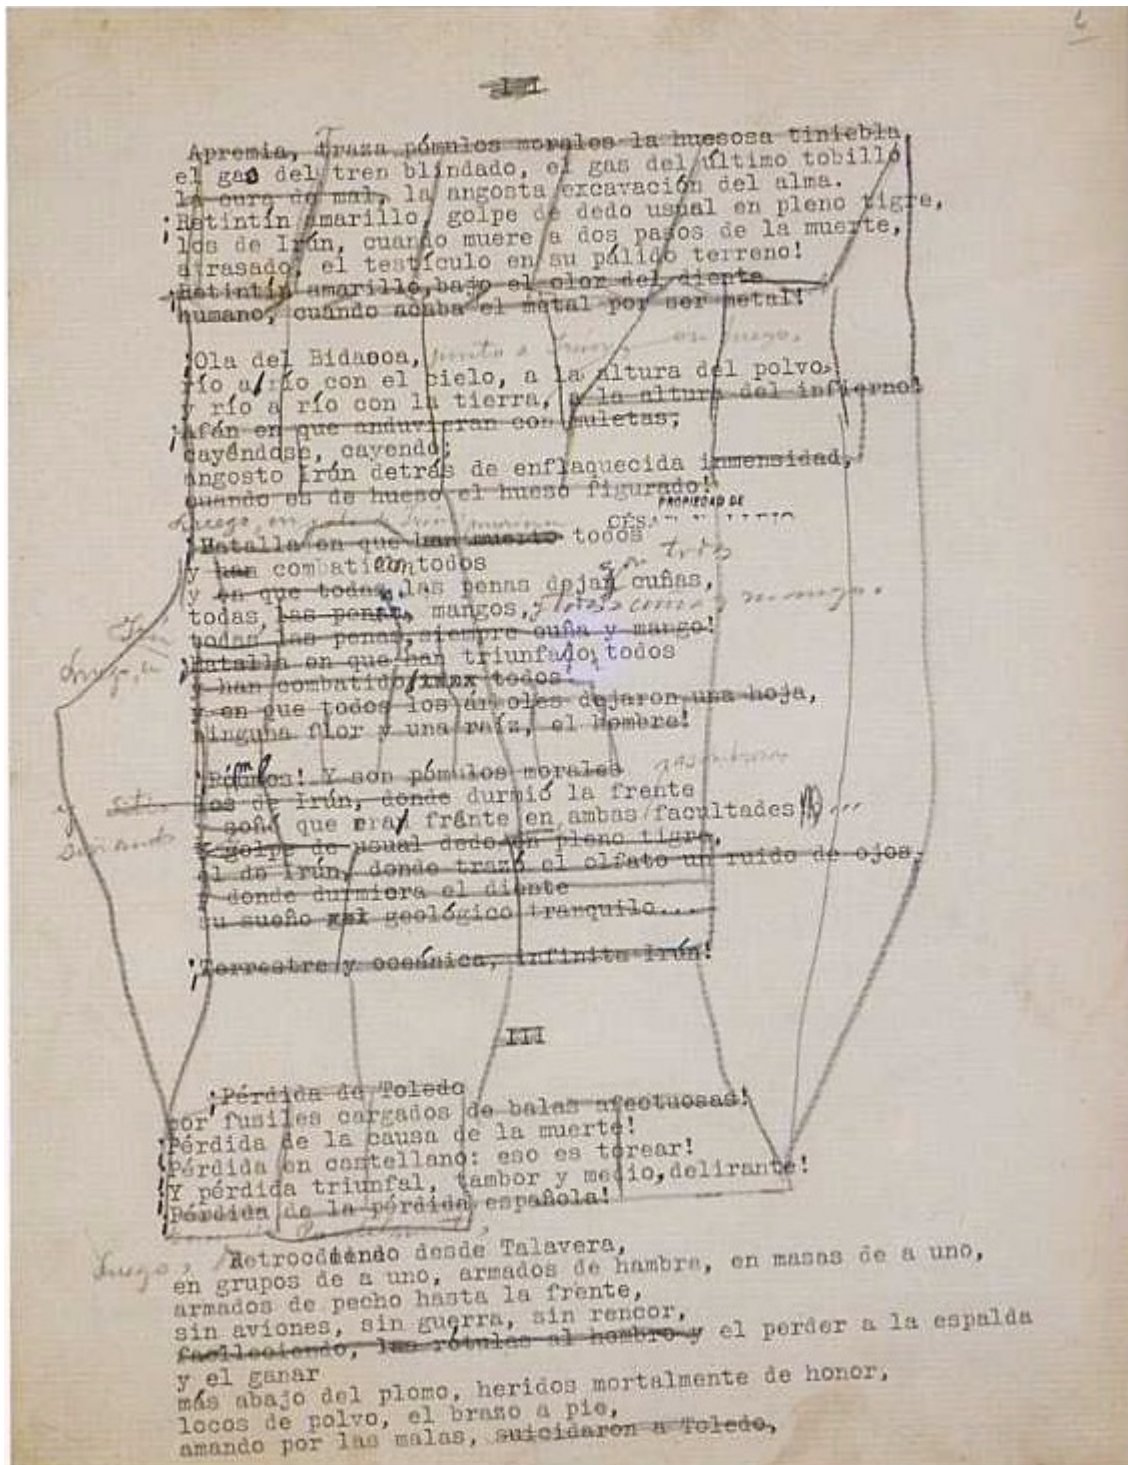 6
III
Apremia, Traza pómulos morales la huesosa tiniebla,
el gas del tren blindado, el gas del último tobillo
la cura de mal, la angosta excavación del alma.
¡Retintín amarillo, golpe de dedo usual en pleno tigre,
los de Irún, cuando muere a dos pasos de la muerte,
atrasado, el testículo en su pálido terreno!
¡Retintín amarillo, bajo el olor del diente
humano, cuando acaba el metal por ser metal!
¡Ola del Bidasoa, junto a Irún,
río a río con el cielo, a la altura del polvo,
y río a río con la tierra, a la altura del infierno!
¡Afán en que anduvieran con muletas,
cayéndose, cayendo;
angosto Irún detrás de enflaquecida inmensidad,
cuando es de hueso el hueso figurado!
PROPIEDAD DE
Luego, en
¡Batalla en que han muerto todos
y han combatido todos
tris
y en que todas las penas dejan cuñas,
todas, las penas, mangos,
todas las penas, siempre cuña y mango!
¡Batalla en que han triunfado todos
Luego,
y han combatido todos
y en que todos los árboles dejaron una hoja,
ninguna flor y una raíz, el hombre!
¡Pómulos! Y son pómulos morales
los de Irún, donde durmió la frente
y soñó que era frente en ambas facultades
y
Y golpe de usual dedo en pleno tigre,
el de Irún, donde trazó el olfato un ruido de ojos,
y donde durmiera el diente
su sueño geológico tranquilo...
¡Terrestre y oceánica, infinita Irún!
III
¡Pérdida de Toledo
por fusiles cargados de balas afectuosas!
¡Pérdida de la causa de la muerte!
¡Pérdida en castellano: eso es torear!
¡Y pérdida triunfal, tambor y medio, delirante!
¡Pérdida de la pérdida española!
Luego, Retrocediendo desde Talavera,
en grupos de a uno, armados de hambre, en masas de a uno,
armados de pecho hasta la frente,
sin aviones, sin guerra, sin rencor,
faclleciendo, las rótulas al hombro y el perder a la espalda
y el ganar
más abajo del plomo, heridos mortalmente de honor,
locos de polvo, el brazo a pie,
amando por las malas, suicidaron a Toledo,